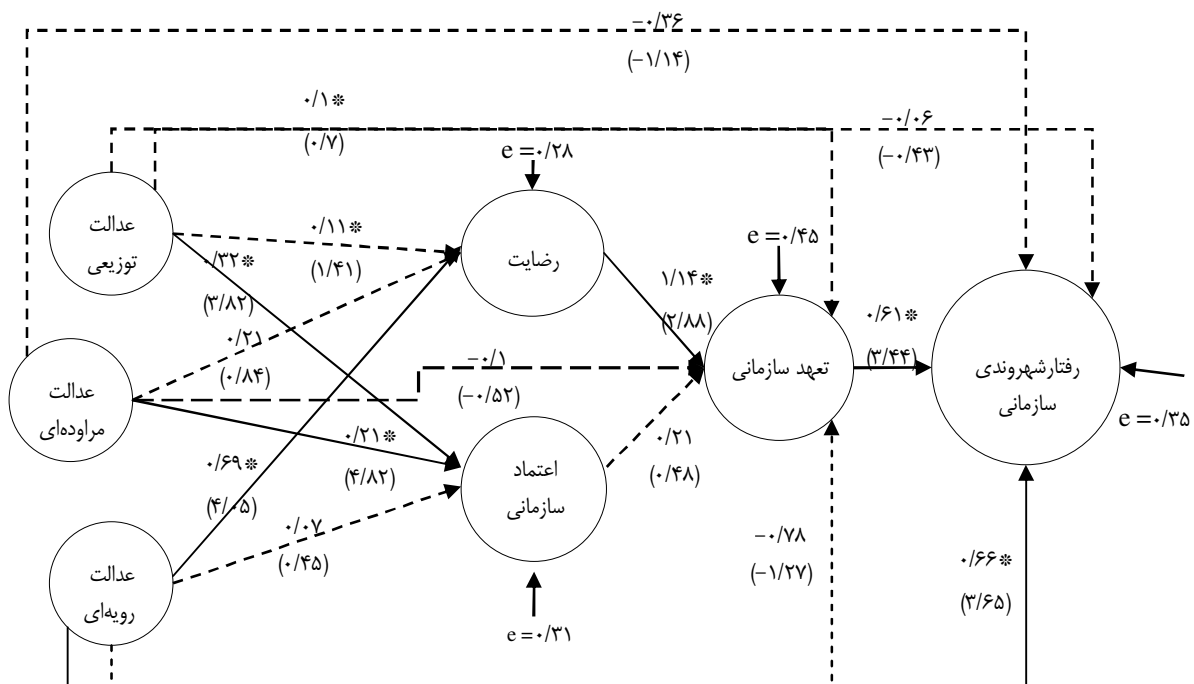 −۰/۳۶
(−۱/۱۴)
۰/۱*
(۰/۷)
−۰/۰۶
(−۰/۴۳)
e =۰/۲۸
عدالت
توزیعی
۰/۱۱*
(۱/۴۱)
رضایت
e =۰/۴۵
۰/۳۲*
(۳/۸۲)
۱/۱۴*
(۲/۸۸)
۰/۶۱*
(۳/۴۴)
۰/۲۱
(۰/۸۴)
−۰/۱
(−۰/۵۲)
تعهد سازمانی
رفتارشهروندی
سازمانی
e =۰/۳۵
عدالت
مراوده‌ای
۰/۲۱*
(۴/۸۲)
۰/۲۱
(۰/۴۸)
۰/۶۹*
(۴/۰۵)
اعتماد
سازمانی
۰/۰۷
(۰/۴۵)
−۰/۷۸
(−۱/۲۷)
۰/۶۶*
(۳/۶۵)
عدالت
رویه‌ای
e =۰/۳۱